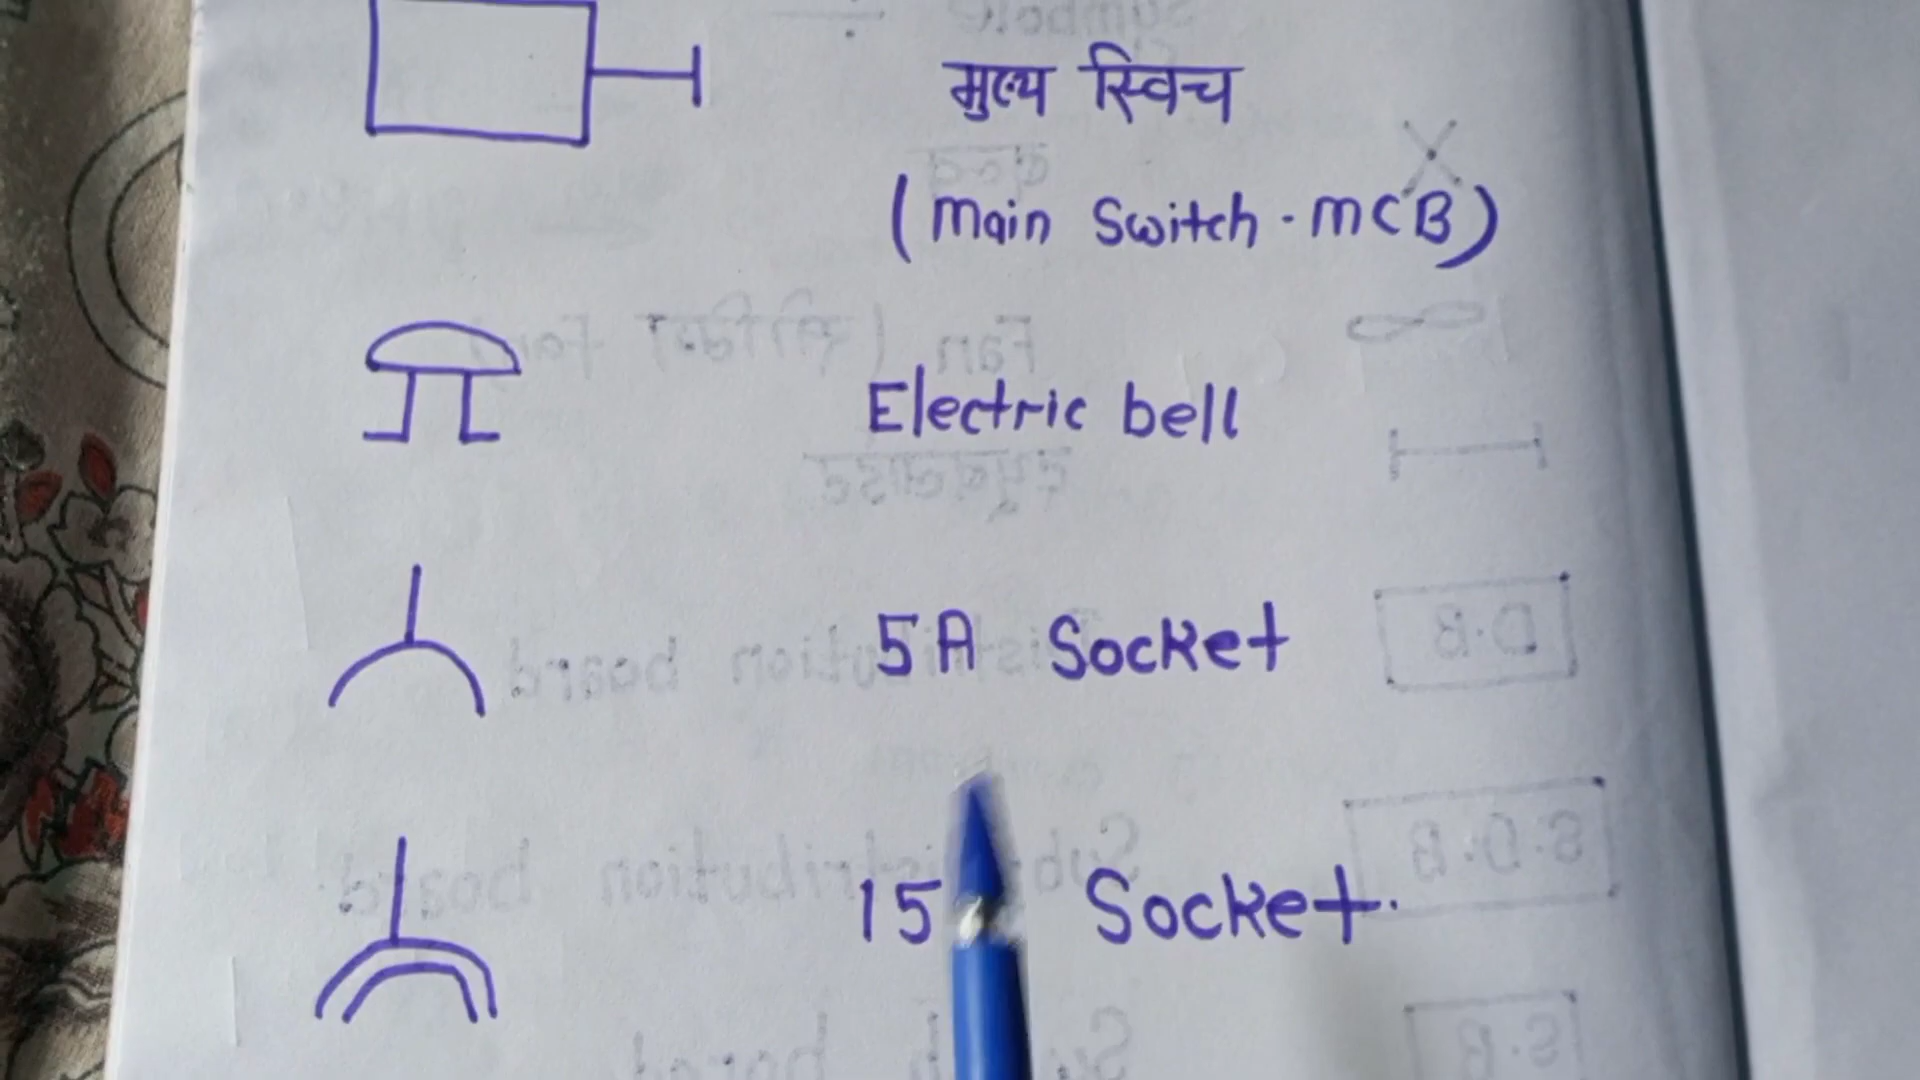 मुख्य स्विच
(Main Switch - MCB)
Electric bell
5A Socket
15 Socket.